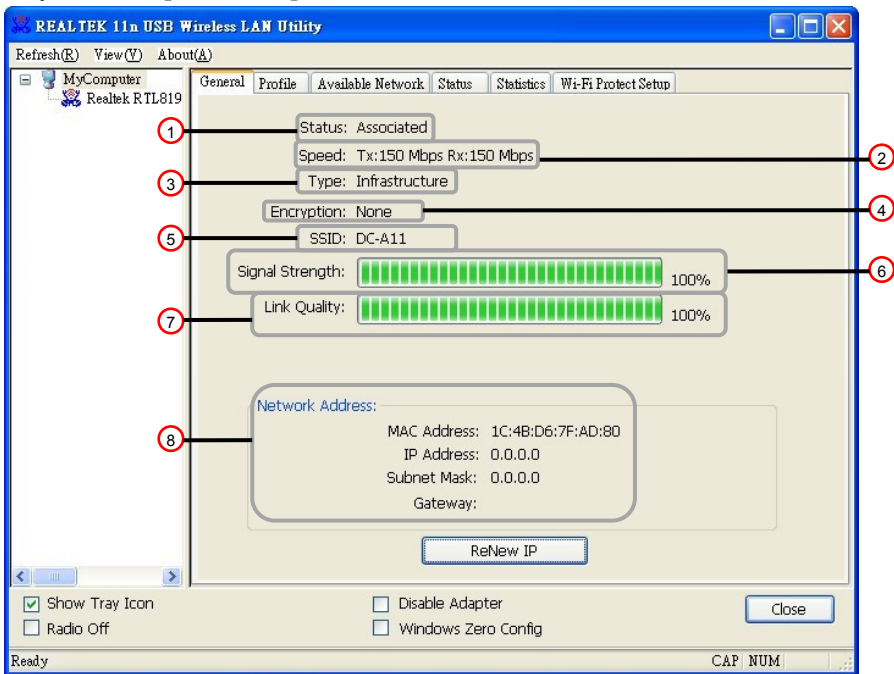 REALTEK 11n USB Wireless LAN Utility
Refresh(R) View(V) About(A)
MyComputer
Realtek RTL819
General Profile Available Network Status Statistics Wi-Fi Protect Setup
1
Status: Associated
Speed: Tx:150 Mbps Rx:150 Mbps
2
3
Type: Infrastructure
Encryption: None
4
5
SSID: DC-A11
Signal Strength: 100%
6
Link Quality: 100%
7
Network Address:
MAC Address: 1C:4B:D6:7F:AD:80
8
IP Address: 0.0.0.0
Subnet Mask: 0.0.0.0
Gateway:
ReNew IP
Show Tray Icon
Disable Adapter
Close
Radio Off
Windows Zero Config
Ready
CAP NUM